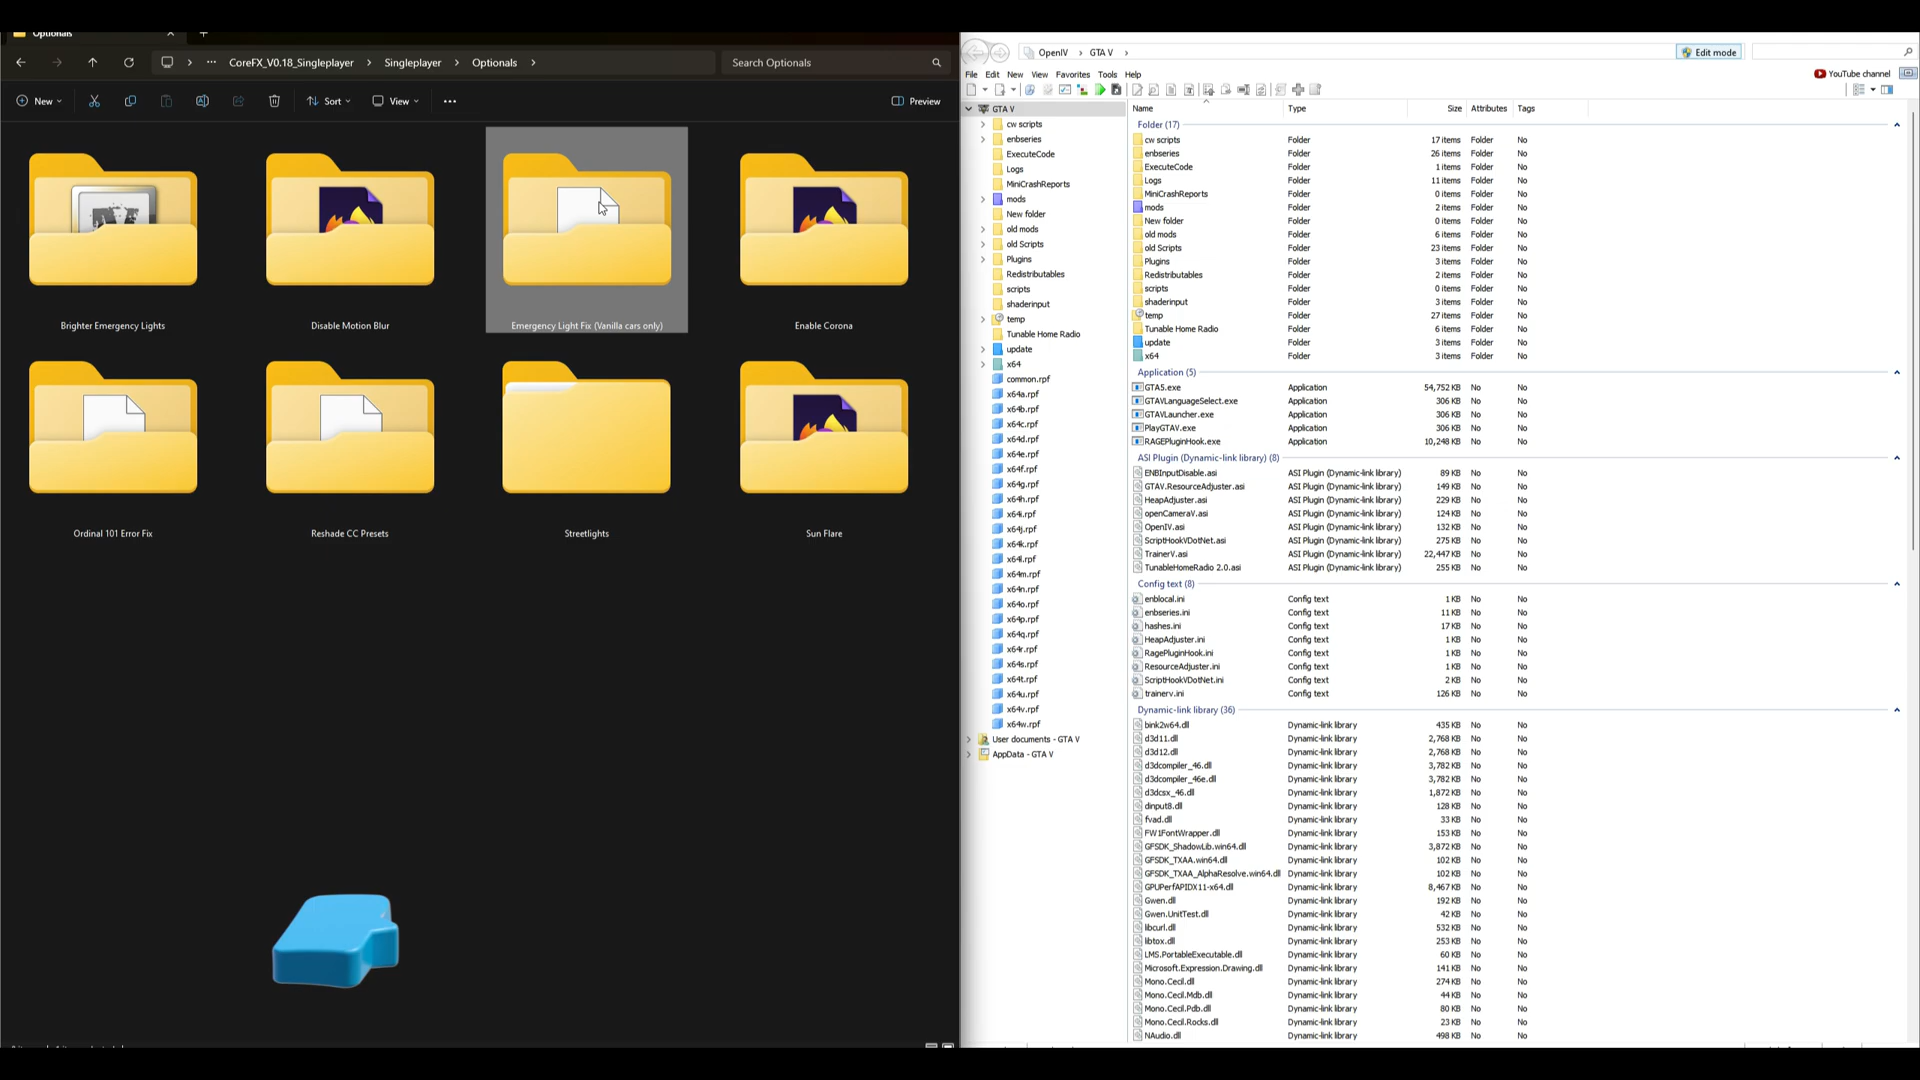 Optionals
CoreFX_V0.18_Singleplayer > Singleplayer > Optionals >
Search Optionals
New
Sort
View
Preview
Brighter Emergency Lights
Disable Motion Blur
Emergency Light Fix (Vanilla cars only)
Enable Corona
Ordinal 101 Error Fix
Reshade CC Presets
Streetlights
Sun Flare
OpenIV > GTA V >
Edit mode
File Edit New View Favorites Tools Help
YouTube channel
GTA V
cw scripts
enbseries
ExecuteCode
Logs
MiniCrashReports
mods
New folder
old mods
old Scripts
Plugins
Redistributables
scripts
shaderinput
temp
Tunable Home Radio
update
x64
common.rpf
x64a.rpf
x64b.rpf
x64c.rpf
x64d.rpf
x64e.rpf
x64f.rpf
x64g.rpf
x64h.rpf
x64i.rpf
x64j.rpf
x64k.rpf
x64l.rpf
x64m.rpf
x64n.rpf
x64o.rpf
x64p.rpf
x64q.rpf
x64r.rpf
x64s.rpf
x64t.rpf
x64u.rpf
x64v.rpf
x64w.rpf
User documents - GTA V
AppData - GTA V
Name Type Size Attributes Tags
Folder (17)
cw scripts Folder 17 items Folder No
enbseries Folder 26 items Folder No
ExecuteCode Folder 1 items Folder No
Logs Folder 11 items Folder No
MiniCrashReports Folder 0 items Folder No
mods Folder 2 items Folder No
New folder Folder 0 items Folder No
old mods Folder 6 items Folder No
old Scripts Folder 23 items Folder No
Plugins Folder 3 items Folder No
Redistributables Folder 2 items Folder No
scripts Folder 0 items Folder No
shaderinput Folder 3 items Folder No
temp Folder 27 items Folder No
Tunable Home Radio Folder 6 items Folder No
update Folder 3 items Folder No
x64 Folder 3 items Folder No
Application (5)
GTA5.exe Application 54,752 KB No No
GTAVLanguageSelect.exe Application 306 KB No No
GTAVLauncher.exe Application 306 KB No No
PlayGTAV.exe Application 306 KB No No
RAGEPluginHook.exe Application 10,248 KB No No
ASI Plugin (Dynamic-link library) (8)
ENBInputDisable.asi ASI Plugin (Dynamic-link library) 89 KB No No
GTAV.ResourceAdjuster.asi ASI Plugin (Dynamic-link library) 149 KB No No
HeapAdjuster.asi ASI Plugin (Dynamic-link library) 229 KB No No
openCameraV.asi ASI Plugin (Dynamic-link library) 124 KB No No
OpenIV.asi ASI Plugin (Dynamic-link library) 132 KB No No
ScriptHookVDotNet.asi ASI Plugin (Dynamic-link library) 275 KB No No
TrainerV.asi ASI Plugin (Dynamic-link library) 22,447 KB No No
TunableHomeRadio 2.0.asi ASI Plugin (Dynamic-link library) 255 KB No No
Config text (8)
enblocal.ini Config text 1 KB No No
enbseries.ini Config text 11 KB No No
hashes.ini Config text 17 KB No No
HeapAdjuster.ini Config text 1 KB No No
RagePluginHook.ini Config text 1 KB No No
ResourceAdjuster.ini Config text 1 KB No No
ScriptHookVDotNet.ini Config text 2 KB No No
trainerv.ini Config text 126 KB No No
Dynamic-link library (36)
bink2w64.dll Dynamic-link library 435 KB No No
d3d11.dll Dynamic-link library 2,768 KB No No
d3d12.dll Dynamic-link library 2,768 KB No No
d3dcompiler_46.dll Dynamic-link library 3,782 KB No No
d3dcompiler_46e.dll Dynamic-link library 3,782 KB No No
d3dcsx_46.dll Dynamic-link library 1,872 KB No No
dinput8.dll Dynamic-link library 128 KB No No
fvad.dll Dynamic-link library 33 KB No No
FW1FontWrapper.dll Dynamic-link library 153 KB No No
GFSDK_ShadowLib.win64.dll Dynamic-link library 3,872 KB No No
GFSDK_TXAA.win64.dll Dynamic-link library 102 KB No No
GFSDK_TXAA_AlphaResolve.win64.dll Dynamic-link library 102 KB No No
GPUPerfAPIDX11-x64.dll Dynamic-link library 8,467 KB No No
Gwen.dll Dynamic-link library 192 KB No No
Gwen.UnitTest.dll Dynamic-link library 42 KB No No
libcurl.dll Dynamic-link library 532 KB No No
libtox.dll Dynamic-link library 253 KB No No
LMS.PortableExecutable.dll Dynamic-link library 60 KB No No
Microsoft.Expression.Drawing.dll Dynamic-link library 141 KB No No
Mono.Cecil.dll Dynamic-link library 274 KB No No
Mono.Cecil.Mdb.dll Dynamic-link library 44 KB No No
Mono.Cecil.Pdb.dll Dynamic-link library 80 KB No No
Mono.Cecil.Rocks.dll Dynamic-link library 23 KB No No
NAudio.dll Dynamic-link library 498 KB No No